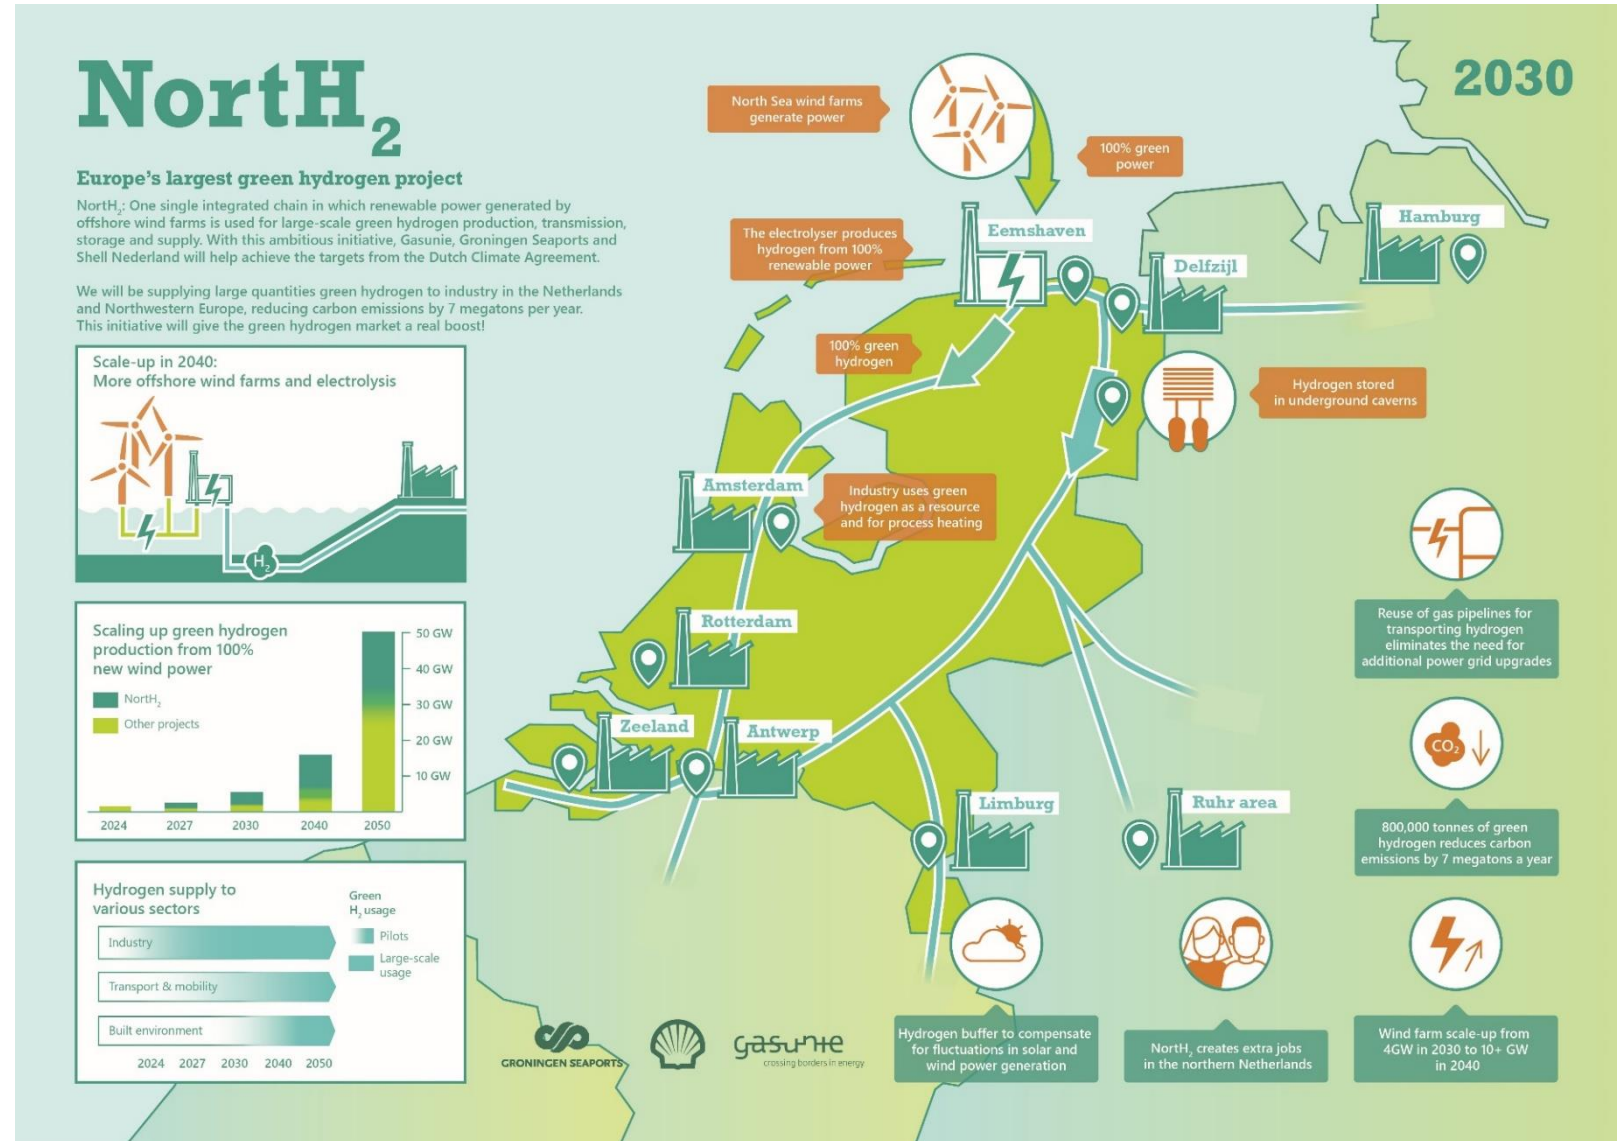 NortH₂
2030
Europe's largest green hydrogen project
NortH₂: One single integrated chain in which renewable power generated by
offshore wind farms is used for large-scale green hydrogen production, transmission,
storage and supply. With this ambitious initiative, Gasunie, Groningen Seaports and
Shell Nederland will help achieve the targets from the Dutch Climate Agreement.
We will be supplying large quantities green hydrogen to industry in the Netherlands
and Northwestern Europe, reducing carbon emissions by 7 megatons per year.
This initiative will give the green hydrogen market a real boost!
Scale-up in 2040:
More offshore wind farms and electrolysis
H₂
Scaling up green hydrogen
production from 100%
new wind power
NortH₂
Other projects
50 GW
40 GW
30 GW
20 GW
10 GW
2024 2027 2030 2040 2050
Hydrogen supply to
various sectors
Green
H₂ usage
Pilots
Large-scale
usage
Industry
Transport & mobility
Built environment
2024 2027 2030 2040 2050
North Sea wind farms
generate power
100% green
power
The electrolyser produces
hydrogen from 100%
renewable power
Eemshaven
Delfzijl
Hamburg
100% green
hydrogen
Hydrogen stored
in underground caverns
Amsterdam
Industry uses green
hydrogen as a resource
and for process heating
Rotterdam
Zeeland
Antwerp
Limburg
Ruhr area
Reuse of gas pipelines for
transporting hydrogen
eliminates the need for
additional power grid upgrades
CO₂
800,000 tonnes of green
hydrogen reduces carbon
emissions by 7 megatons a year
Hydrogen buffer to compensate
for fluctuations in solar and
wind power generation
NortH₂ creates extra jobs
in the northern Netherlands
Wind farm scale-up from
4GW in 2030 to 10+ GW
in 2040
GRONINGEN SEAPORTS
gasunie
crossing borders in energy